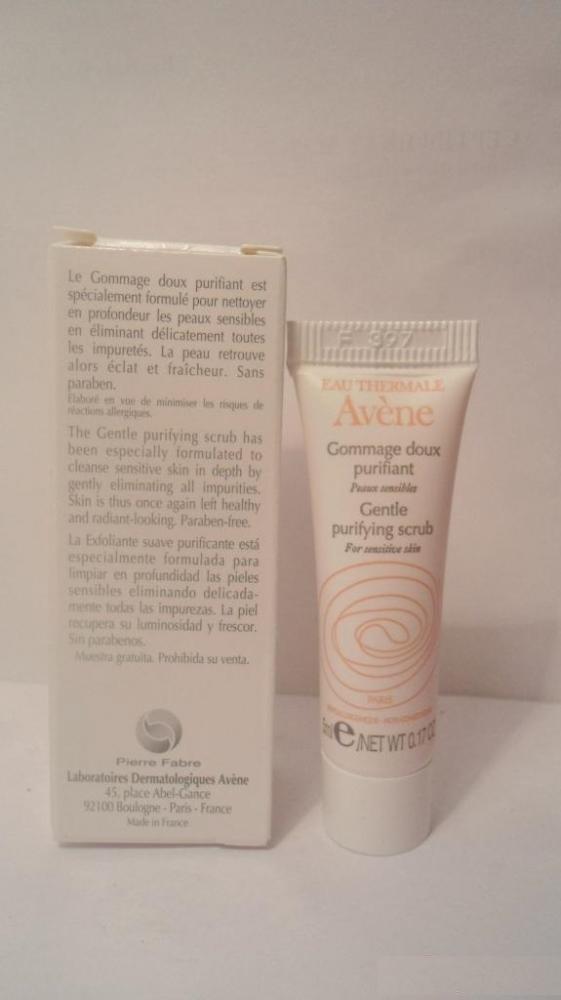 Le Gommage doux purifiant est
spécialement formulé pour nettoyer
en profondeur les peaux sensibles
en éliminant délicatement toutes
les impuretés. La peau retrouve
alors éclat et fraîcheur. Sans
paraben.
Elaboré en vue de minimiser les risques de
réactions allergiques.
The Gentle purifying scrub has
been especially formulated to
cleanse sensitive skin in depth by
gently eliminating all impurities.
Skin is thus once again left healthy
and radiant-looking. Paraben-free.
La Exfoliante suave purificante está
especialmente formulada para
limpiar en profundidad las pieles
sensibles eliminando delicada-
mente todas las impurezas. La piel
recupera su luminosidad y frescor.
Sin parabenos.
Muestra gratuita. Prohibida su venta.
Pierre Fabre
Laboratoires Dermatologiques Avène
45, place Abel-Gance
92100 Boulogne - Paris - France
Made in France
F 397
EAU THERMALE
Avène
Gommage doux
purifiant
Peaux sensibles
Gentle
purifying scrub
For sensitive skin
PARIS
5ml e/NET WT 0.17 OZ